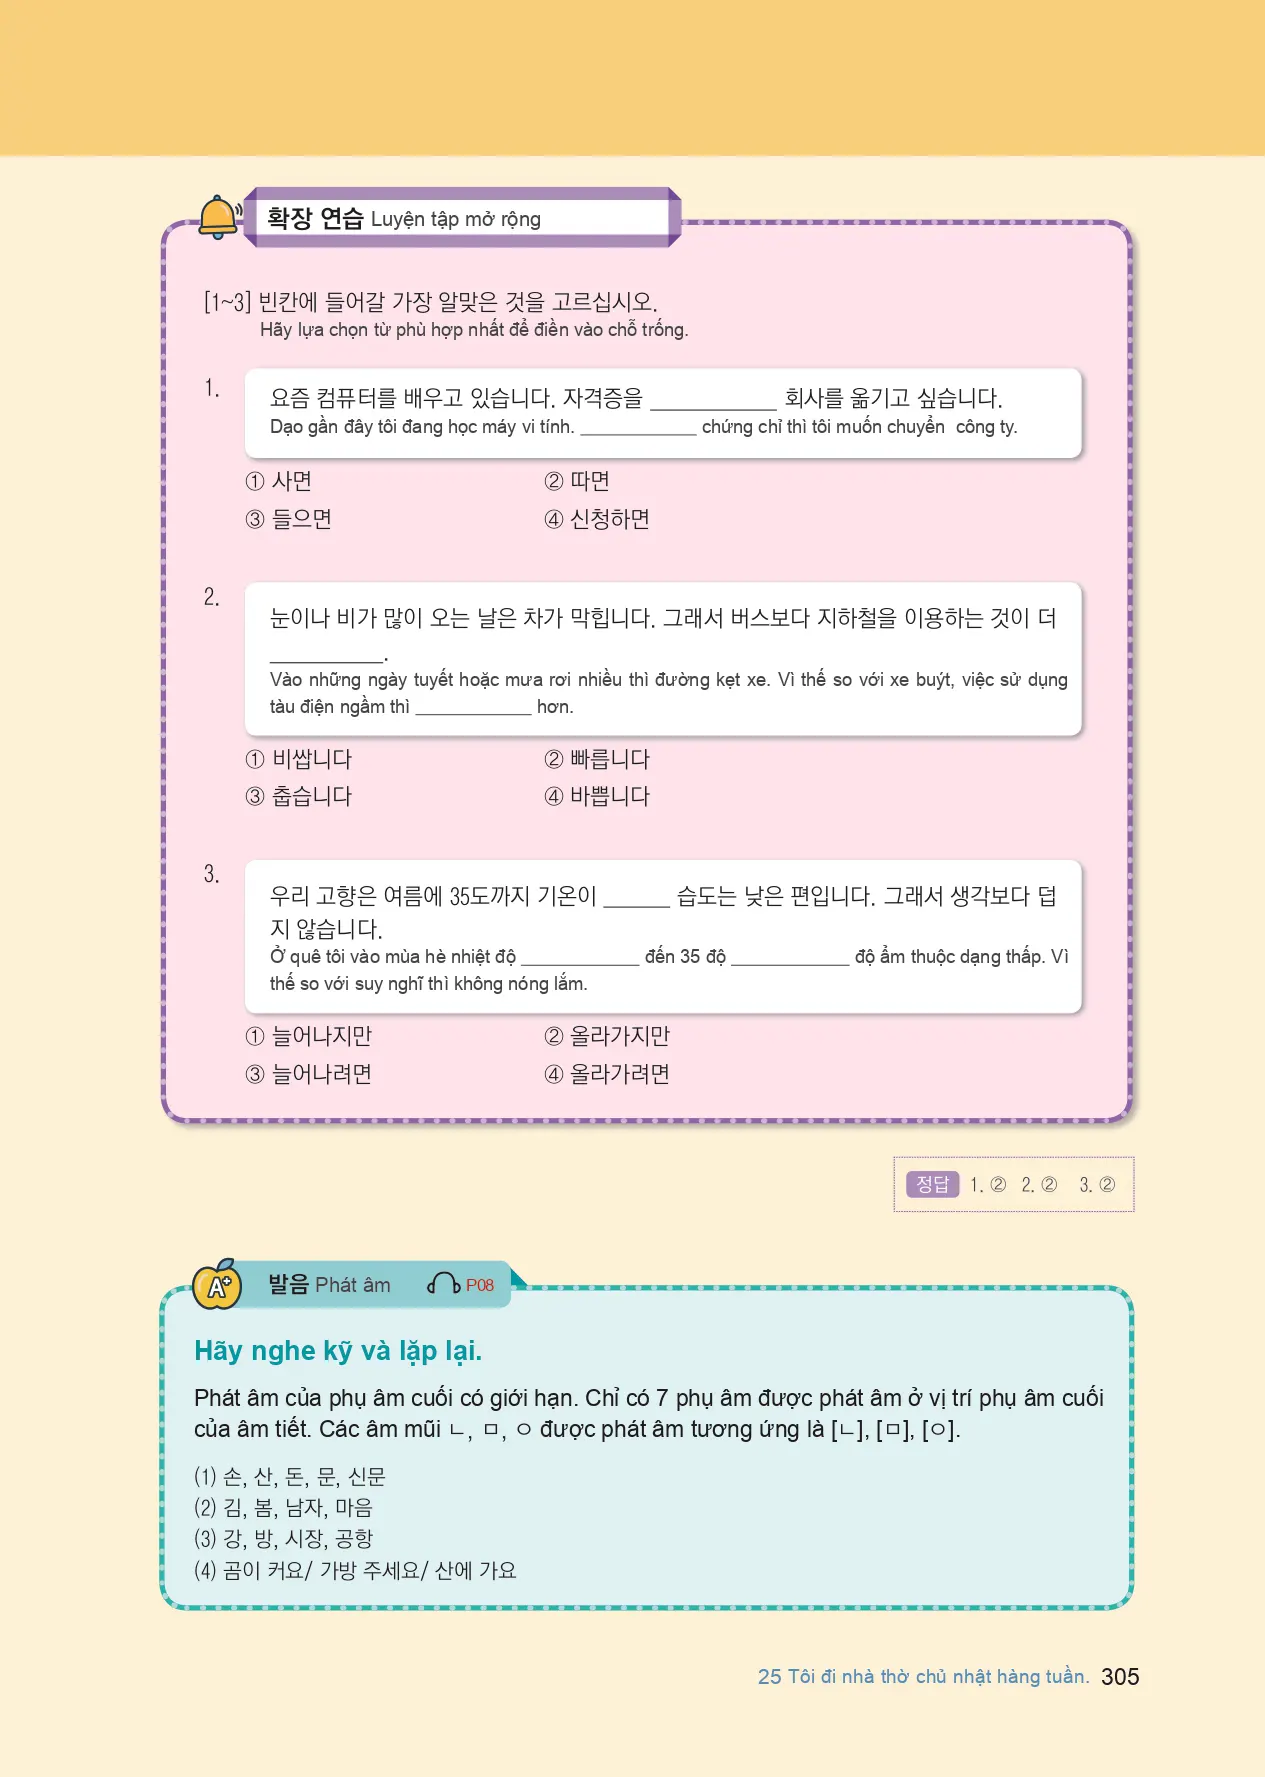 확장 연습 Luyện tập mở rộng
[1~3] 빈칸에 들어갈 가장 알맞은 것을 고르십시오.
Hãy lựa chọn từ phù hợp nhất để điền vào chỗ trống.
1.
요즘 컴퓨터를 배우고 있습니다. 자격증을 ____________ 회사를 옮기고 싶습니다.
Dạo gần đây tôi đang học máy vi tính. ____________ chứng chỉ thì tôi muốn chuyển công ty.
① 사면 ② 따면
③ 들으면 ④ 신청하면
2.
눈이나 비가 많이 오는 날은 차가 막힙니다. 그래서 버스보다 지하철을 이용하는 것이 더
____________.
Vào những ngày tuyết hoặc mưa rơi nhiều thì đường kẹt xe. Vì thế so với xe buýt, việc sử dụng
tàu điện ngầm thì ____________ hơn.
① 비쌉니다 ② 빠릅니다
③ 춥습니다 ④ 바쁩니다
3.
우리 고향은 여름에 35도까지 기온이 ______ 습도는 낮은 편입니다. 그래서 생각보다 덥
지 않습니다.
Ở quê tôi vào mùa hè nhiệt độ ____________ đến 35 độ ____________ độ ẩm thuộc dạng thấp. Vì
thế so với suy nghĩ thì không nóng lắm.
① 늘어나지만 ② 올라가지만
③ 늘어나려면 ④ 올라가려면
정답 1. ② 2. ② 3. ②
A+ 발음 Phát âm P08
Hãy nghe kỹ và lặp lại.
Phát âm của phụ âm cuối có giới hạn. Chỉ có 7 phụ âm được phát âm ở vị trí phụ âm cuối
của âm tiết. Các âm mũi ㄴ, ㅁ, ㅇ được phát âm tương ứng là [ㄴ], [ㅁ], [ㅇ].
(1) 손, 산, 돈, 문, 신문
(2) 김, 봄, 남자, 마음
(3) 강, 방, 시장, 공항
(4) 곰이 커요/ 가방 주세요/ 산에 가요
25 Tôi đi nhà thờ chủ nhật hàng tuần. 305